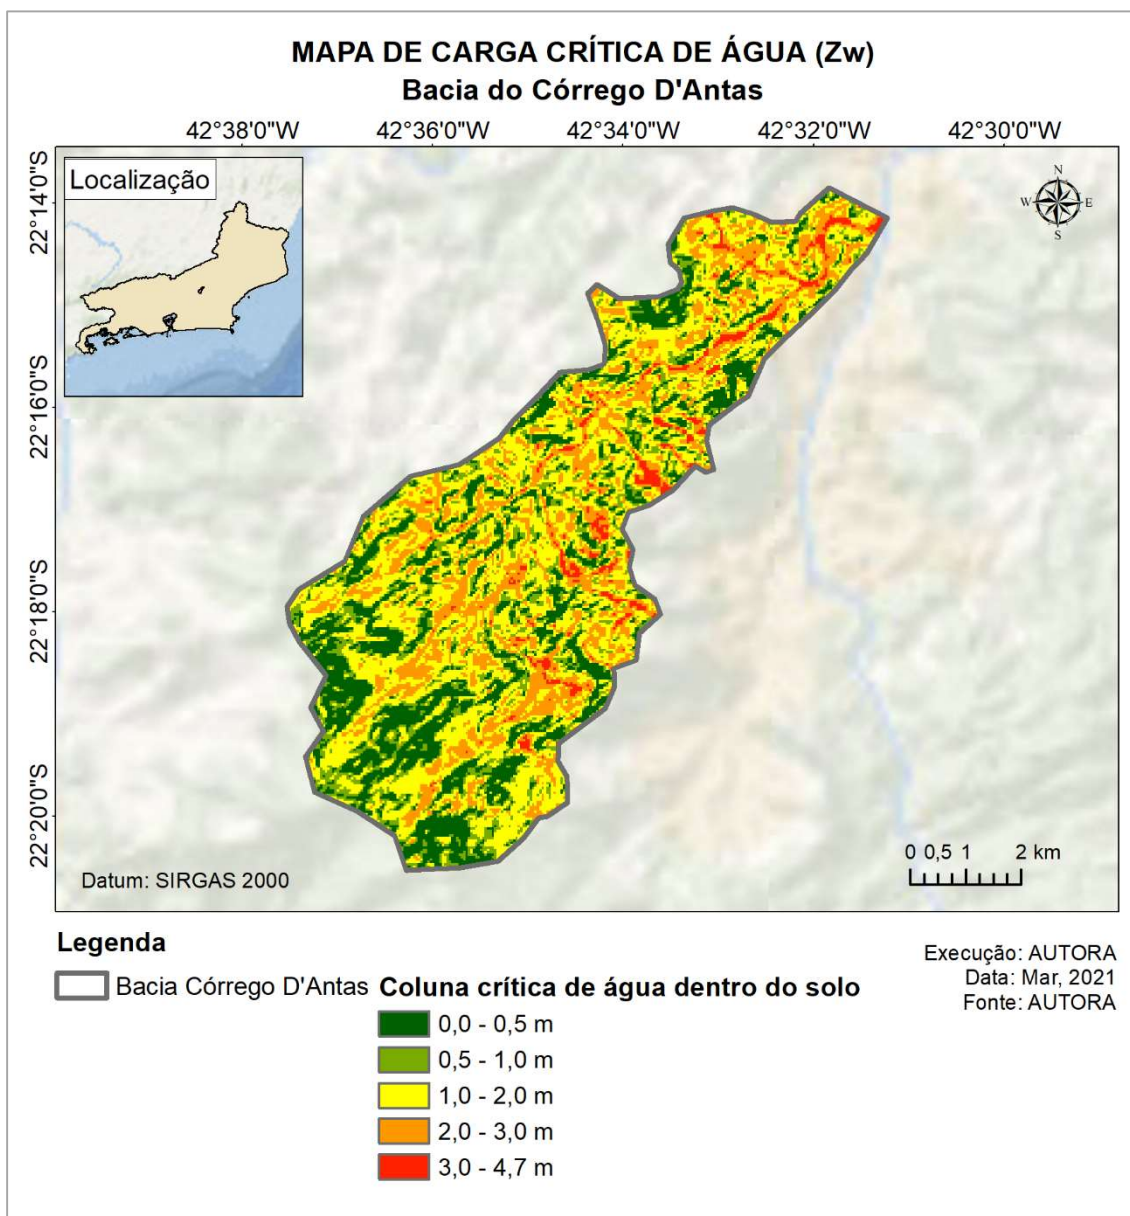 MAPA DE CARGA CRÍTICA DE ÁGUA (Zw)
Bacia do Córrego D'Antas
42°38'0"W 42°36'0"W 42°34'0"W 42°32'0"W 42°30'0"W
Localização
N
W E
S
22°14'0"S
22°16'0"S
22°18'0"S
22°20'0"S
0 0,5 1 2 km
Datum: SIRGAS 2000
Legenda
Bacia Córrego D'Antas
Coluna crítica de água dentro do solo
0,0 - 0,5 m
0,5 - 1,0 m
1,0 - 2,0 m
2,0 - 3,0 m
3,0 - 4,7 m
Execução: AUTORA
Data: Mar, 2021
Fonte: AUTORA